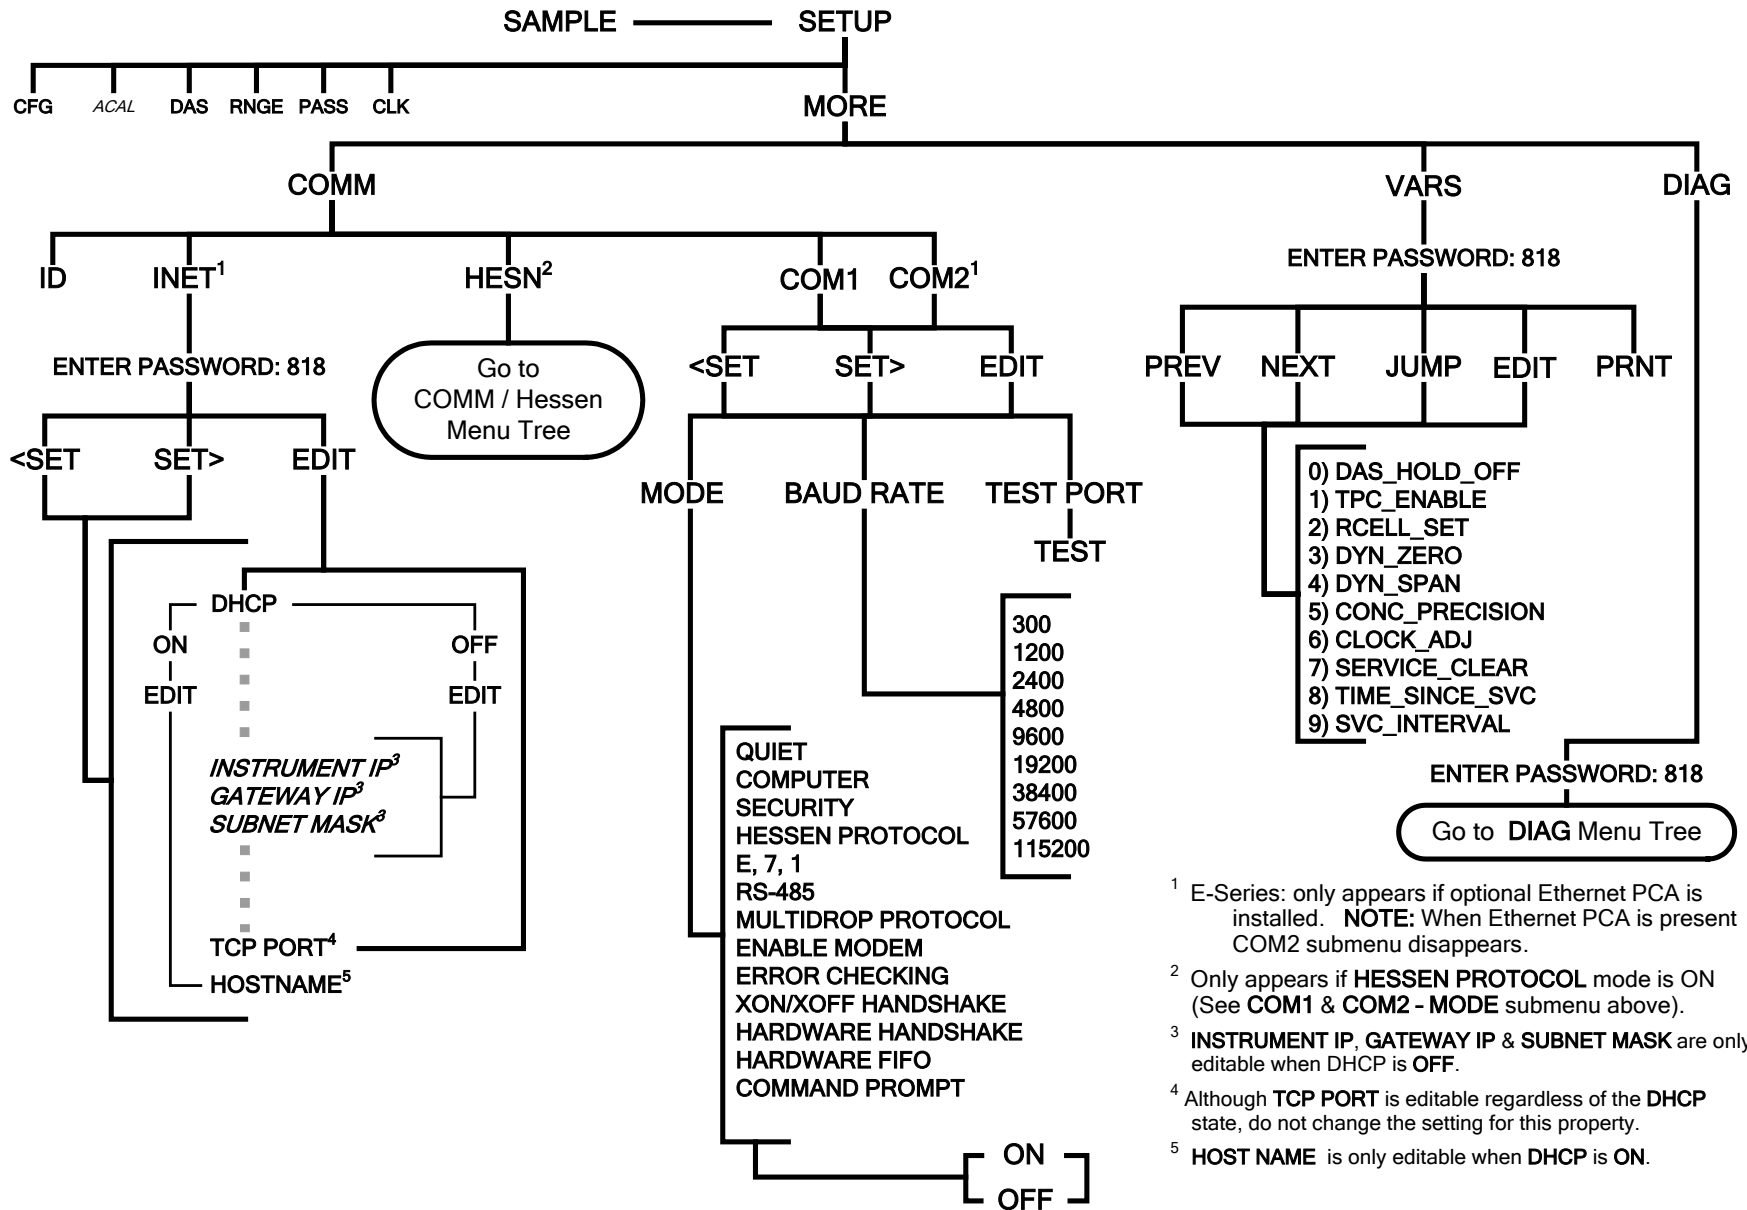 SAMPLE SETUP
CFG ACAL DAS RNGE PASS CLK MORE
COMM VARS DIAG
ID INET¹ HESN² COM1 COM2¹
ENTER PASSWORD: 818
<SET SET> EDIT
DHCP
ON OFF
EDIT EDIT
INSTRUMENT IP³
GATEWAY IP³
SUBNET MASK³
TCP PORT⁴
HOSTNAME⁵
Go to
COMM / Hessen
Menu Tree
<SET SET> EDIT
MODE BAUD RATE TEST PORT
TEST
300
1200
2400
4800
9600
19200
38400
57600
115200
QUIET
COMPUTER
SECURITY
HESSEN PROTOCOL
E, 7, 1
RS-485
MULTIDROP PROTOCOL
ENABLE MODEM
ERROR CHECKING
XON/XOFF HANDSHAKE
HARDWARE HANDSHAKE
HARDWARE FIFO
COMMAND PROMPT
ON
OFF
ENTER PASSWORD: 818
PREV NEXT JUMP EDIT PRNT
0) DAS_HOLD_OFF
1) TPC_ENABLE
2) RCELL_SET
3) DYN_ZERO
4) DYN_SPAN
5) CONC_PRECISION
6) CLOCK_ADJ
7) SERVICE_CLEAR
8) TIME_SINCE_SVC
9) SVC_INTERVAL
ENTER PASSWORD: 818
Go to DIAG Menu Tree
¹ E-Series: only appears if optional Ethernet PCA is
installed. NOTE: When Ethernet PCA is present
COM2 submenu disappears.
² Only appears if HESSEN PROTOCOL mode is ON
(See COM1 & COM2 – MODE submenu above).
³ INSTRUMENT IP, GATEWAY IP & SUBNET MASK are only
editable when DHCP is OFF.
⁴ Although TCP PORT is editable regardless of the DHCP
state, do not change the setting for this property.
⁵ HOST NAME is only editable when DHCP is ON.